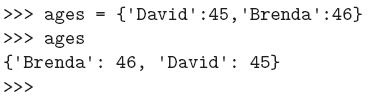 >>> ages = {'David':45,'Brenda':46}
>>> ages
{'Brenda': 46, 'David': 45}
>>>